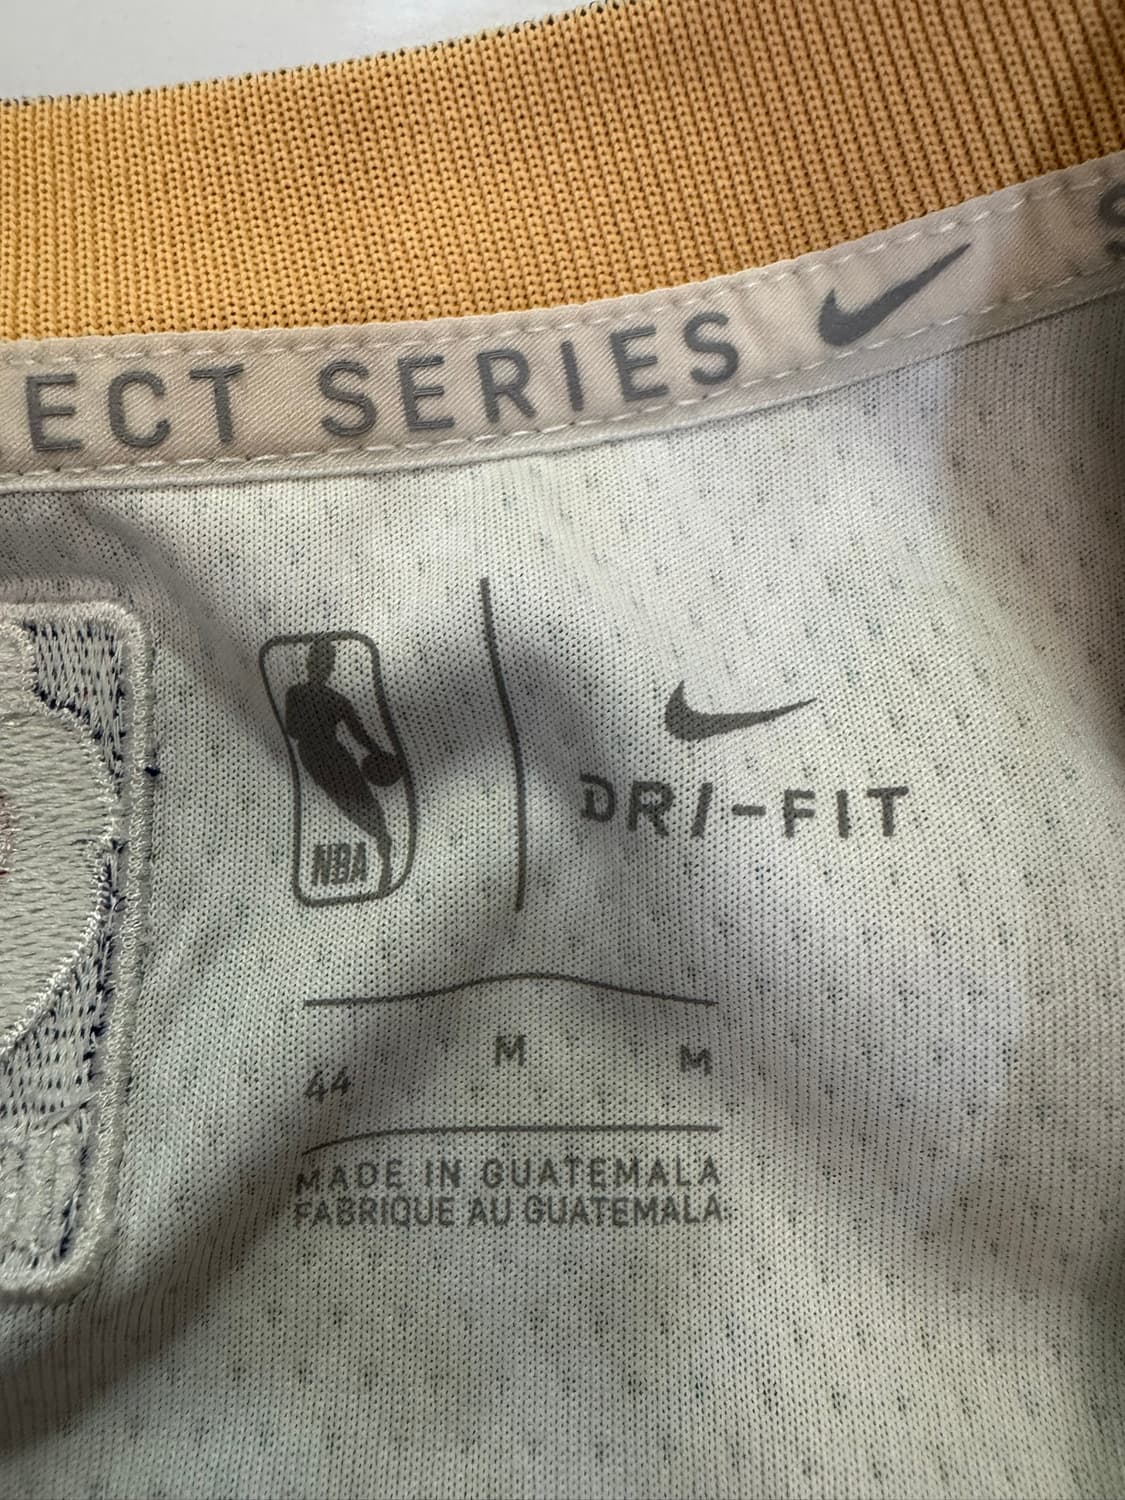 ECT SERIES
NBA
DRI-FIT
44 M M
MADE IN GUATEMALA
FABRIQUE AU GUATEMALA